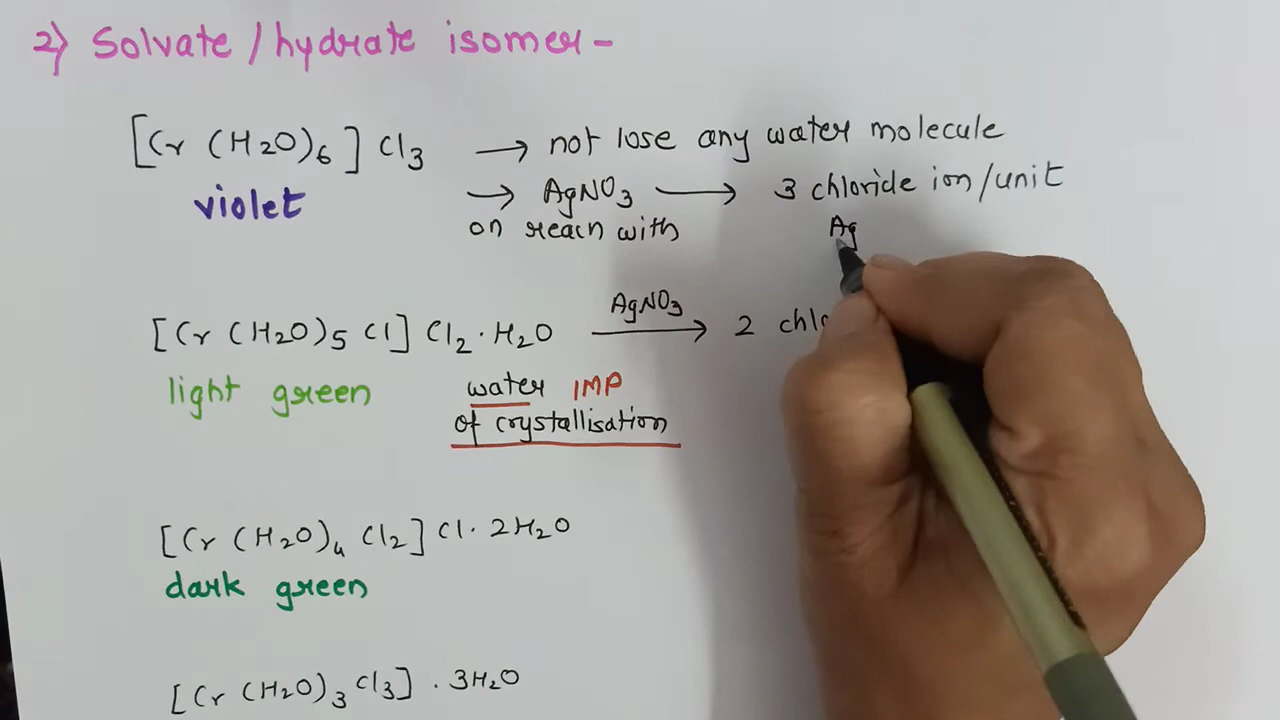 2) Solvate / hydrate isomer -
[Cr (H2O)6] Cl3 → not lose any water molecule
violet → AgNO3 → 3 chloride ion/unit
on reacn with Ag
[Cr (H2O)5 Cl] Cl2 · H2O AgNO3 → 2
light green water IMP
of crystallisation
[Cr (H2O)4 Cl2] Cl · 2H2O
dark green
[Cr (H2O)3 Cl3] · 3H2O